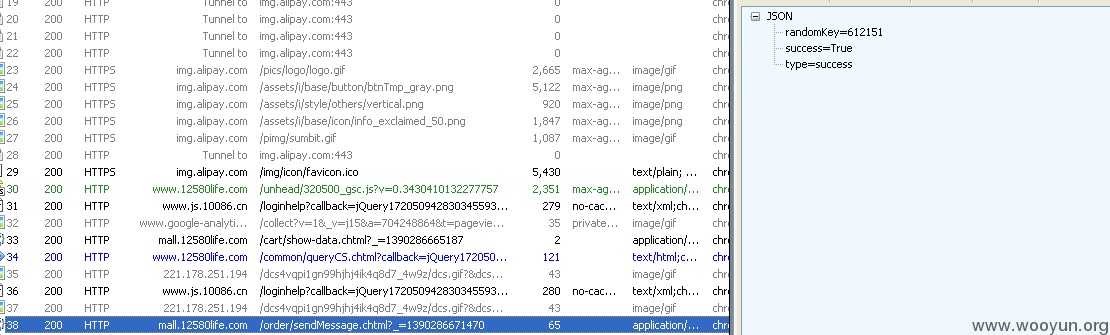 19 200 HTTP Tunnel to img.alipay.com:443 0
20 200 HTTP Tunnel to img.alipay.com:443 0
21 200 HTTP Tunnel to img.alipay.com:443 0
22 200 HTTP Tunnel to img.alipay.com:443 0
23 200 HTTPS img.alipay.com /pics/logo/logo.gif 2,665 max-ag... image/gif chr
24 200 HTTPS img.alipay.com /assets/i/base/button/btnTmp_gray.png 5,122 max-ag... image/png chr
25 200 HTTPS img.alipay.com /assets/i/style/others/vertical.png 920 max-ag... image/png chr
26 200 HTTPS img.alipay.com /assets/i/base/icon/info_exclaimed_50.png 1,847 max-ag... image/png chr
27 200 HTTPS img.alipay.com /pimg/sumbit.gif 1,087 max-ag... image/gif chr
28 200 HTTP Tunnel to img.alipay.com:443 0 chr
29 200 HTTPS img.alipay.com /img/icon/favicon.ico 5,430 text/plain; ... chr
30 200 HTTP www.12580life.com /unhead/320500_gsc.js?v=0.3430410132277757 2,351 max-ag... application/... chr
31 200 HTTP www.js.10086.cn /loginhelp?callback=jQuery172050942830345593... 279 no-cac... text/xml;ch... chr
32 200 HTTP www.google-analyti... /collect?v=1&_v=j15&a=704248864&t=pagevie... 35 private... image/gif chr
33 200 HTTP mall.12580life.com /cart/show-data.chtml?_=1390286665187 2 application/... chr
34 200 HTTP www.12580life.com /common/queryCS.chtml?callback=jQuery17205... 121 text/html;c... chr
35 200 HTTP 221.178.251.194 /dcs4vqpi1gn99hjhj4ik4q8d7_4w9z/dcs.gif?&dcs... 43 image/gif chr
36 200 HTTP www.js.10086.cn /loginhelp?callback=jQuery172050942830345593... 280 no-cac... text/xml;ch... chr
37 200 HTTP 221.178.251.194 /dcs4vqpi1gn99hjhj4ik4q8d7_4w9z/dcs.gif?&dcs... 43 image/gif chr
38 200 HTTP mall.12580life.com /order/sendMessage.chtml?_=1390286671470 65 application/... chr
JSON
randomKey=612151
success=True
type=success
www.wooyun.org